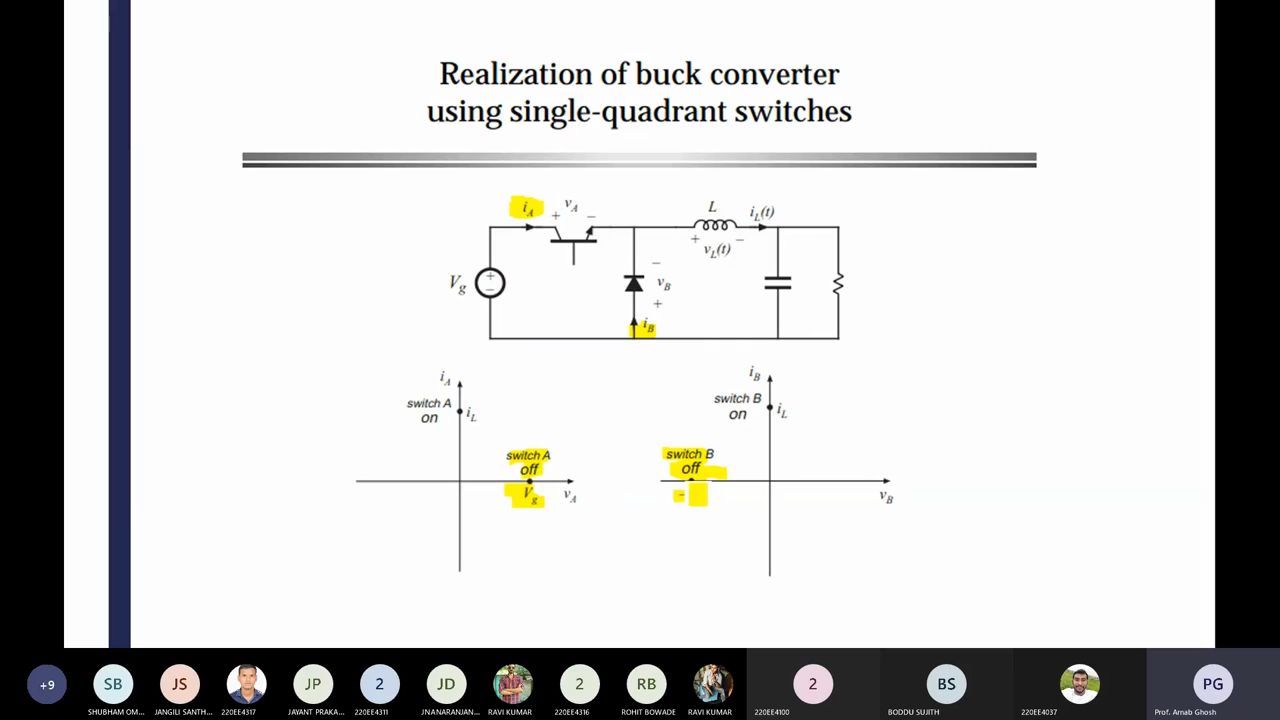 Realization of buck converter
using single-quadrant switches
i_A
+ v_A −
L
i_L(t)
+ v_L(t) −
V_g
+
−
−
v_B
+
i_B
i_A
switch A
on
i_L
switch A
off
V_g
v_A
i_B
switch B
on
i_L
switch B
off
–
v_B
+9
SB
SHUBHAM OM...
JS
JANGILI SANTH...
220EE4317
JP
JAYANT PRAKA...
2
220EE4311
JD
JNANARANJAN...
RAVI KUMAR
2
220EE4316
RB
ROHIT BOWADE
RAVI KUMAR
2
220EE4100
BS
BODDU SUJITH
220EE4037
PG
Prof. Arnab Ghosh